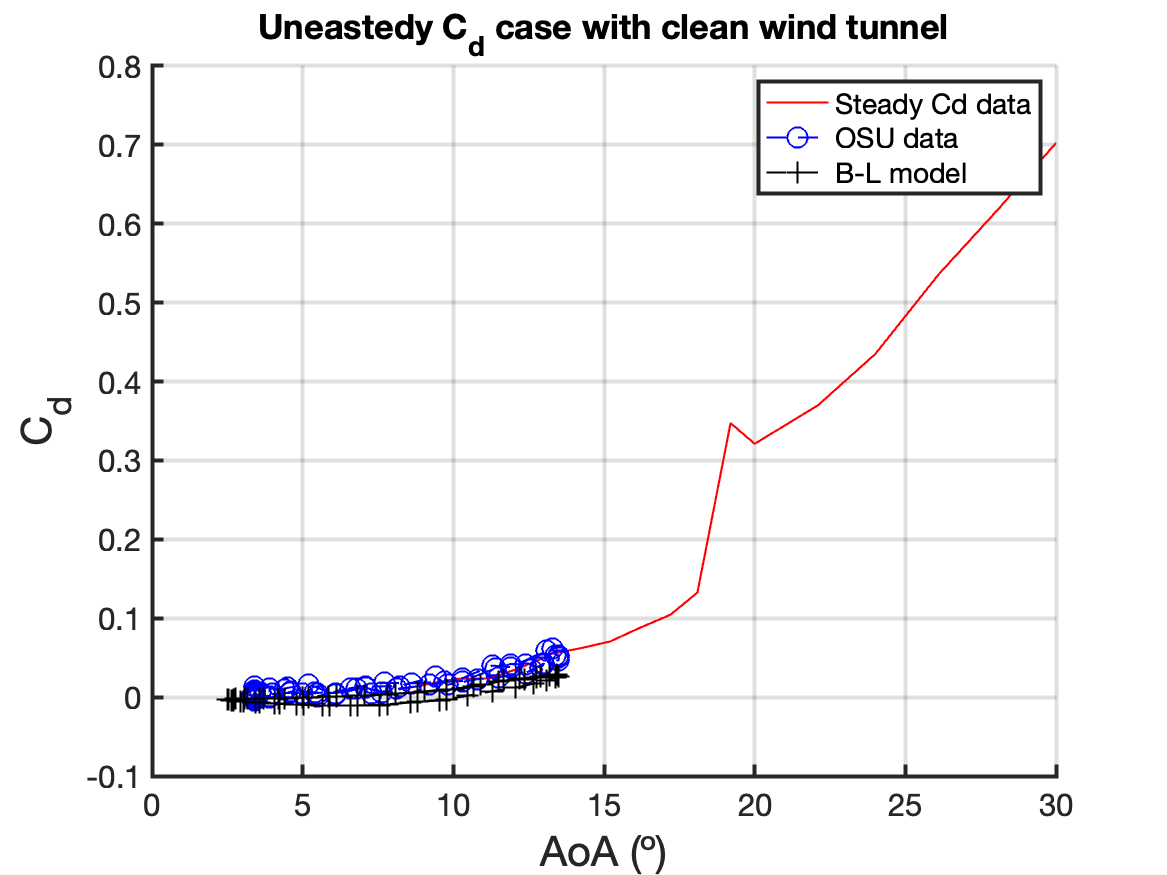 Uneastedy Cd case with clean wind tunnel
Steady Cd data
OSU data
B-L model
0.8
0.7
0.6
0.5
0.4
0.3
0.2
0.1
0
-0.1
Cd
0 5 10 15 20 25 30
AoA (º)